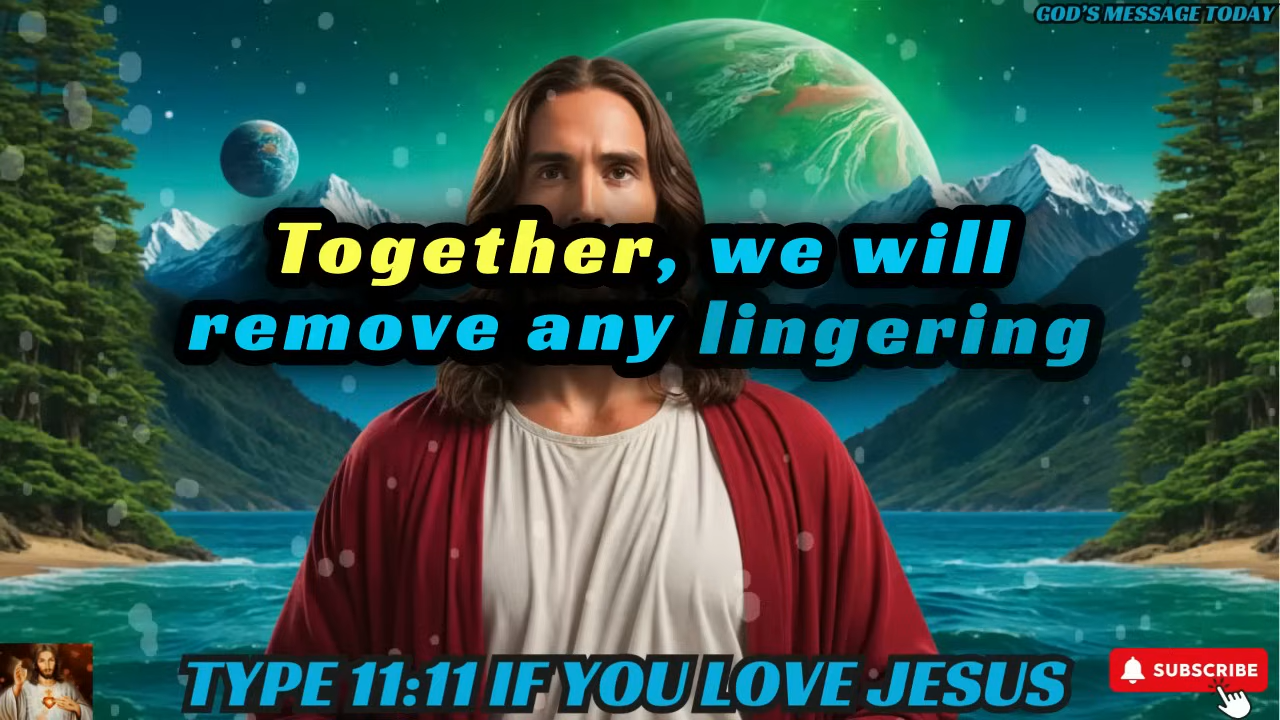 GOD'S MESSAGE TODAY
Together, we will
remove any lingering
TYPE 11:11 IF YOU LOVE JESUS
SUBSCRIBE